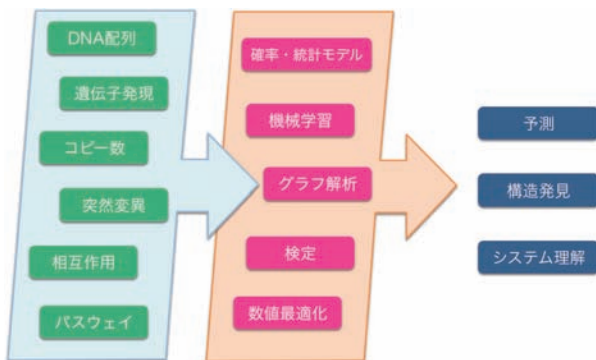 DNA配列
遺伝子発現
コピー数
突然変異
相互作用
パスウェイ
確率・統計モデル
機械学習
グラフ解析
検定
数値最適化
予測
構造発見
システム理解